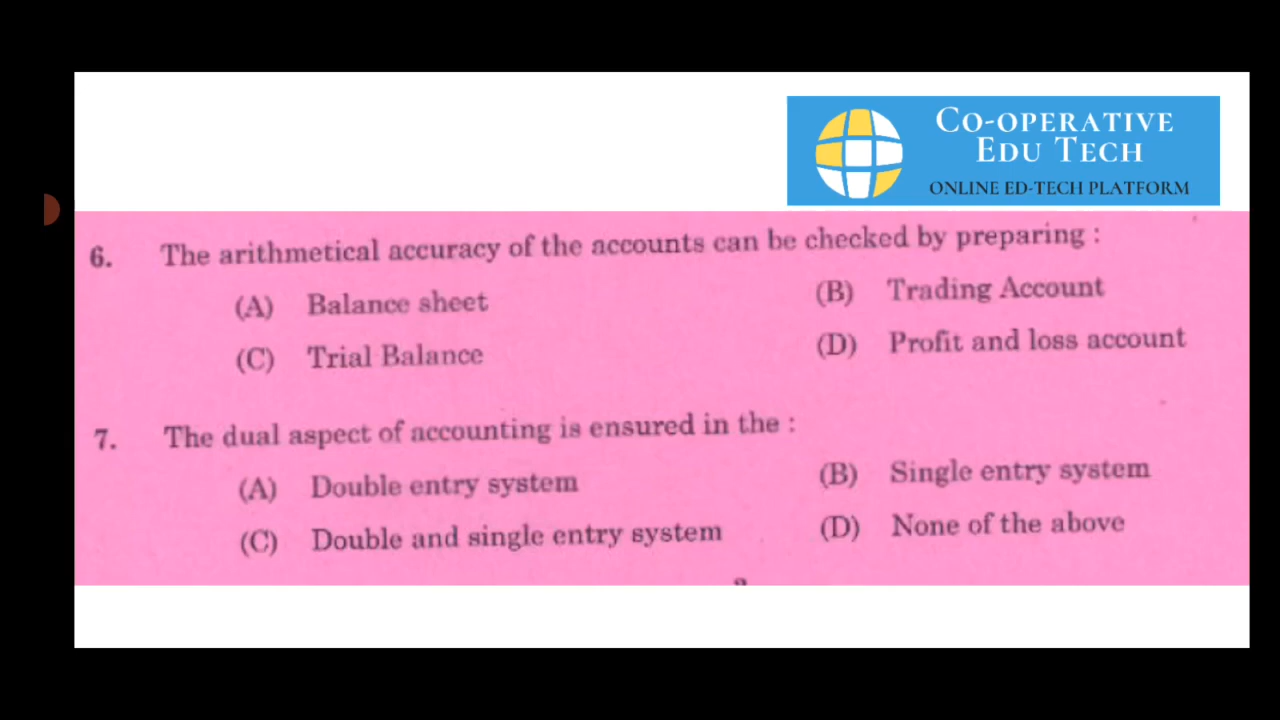 CO-OPERATIVE
EDU TECH
ONLINE ED-TECH PLATFORM
6. The arithmetical accuracy of the accounts can be checked by preparing :
(A) Balance sheet (B) Trading Account
(C) Trial Balance (D) Profit and loss account
7. The dual aspect of accounting is ensured in the :
(A) Double entry system (B) Single entry system
(C) Double and single entry system (D) None of the above